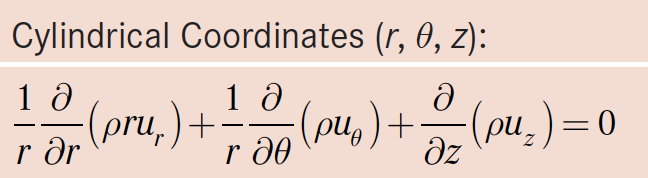 Cylindrical Coordinates (r, θ, z):
1/r ∂/∂r (ρru_r) + 1/r ∂/∂θ (ρu_θ) + ∂/∂z (ρu_z) = 0